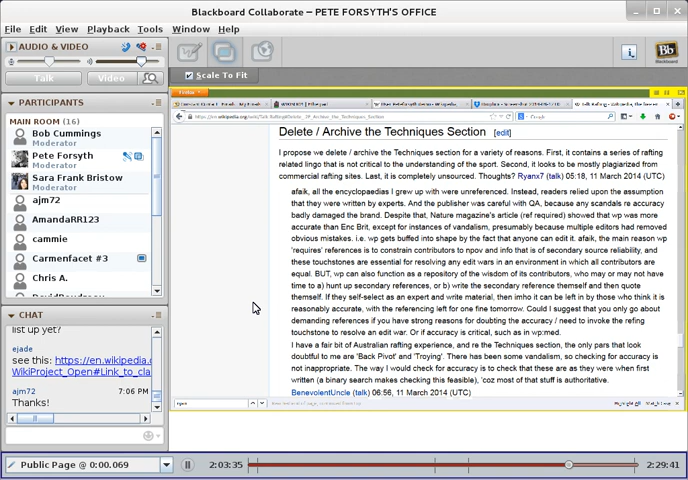 Blackboard Collaborate – PETE FORSYTH'S OFFICE
File Edit View Playback Tools Window Help
AUDIO & VIDEO
Talk Video
Bb
Scale To Fit
PARTICIPANTS
MAIN ROOM (16)
Bob Cummings
Moderator
Pete Forsyth
Moderator
Sara Frank Bristow
Moderator
ajm72
AmandaRR123
cammie
Carmenfacet #3
Chris A.
CHAT
list up yet?
ejade
see this: https://en.wikipedia.
WikiProject_Open#Link_to_cla
ajm72 7:06 PM
Thanks!
Delete / Archive the Techniques Section [edit]
I propose we delete / archive the Techniques section for a variety of reasons. First, it contains a series of rafting
related lingo that is not critical to the understanding of the sport. Second, it looks to be mostly plagiarized from
commercial rafting sites. Last, it is completely unsourced. Thoughts? Ryanx7 (talk) 05:18, 11 March 2014 (UTC)
afaik, all the encyclopaedias I grew up with were unreferenced. Instead, readers relied upon the assumption
that they were written by experts. And the publisher was careful with QA, because any scandals re accuracy
badly damaged the brand. Despite that, Nature magazine's article (ref required) showed that wp was more
accurate than Enc Brit, except for instances of vandalism, presumably because multiple editors had removed
obvious mistakes. i.e. wp gets buffed into shape by the fact that anyone can edit it. afaik, the main reason wp
'requires' references is to constrain contributors to npov and info that is of secondary source reliability, and
these touchstones are essential for resolving any edit wars in an environment in which all contributors are
equal. BUT, wp can also function as a repository of the wisdom of its contributors, who may or may not have
time to a) hunt up secondary references, or b) write the secondary reference themself and then quote
themself. If they self-select as an expert and write material, then imho it can be left in by those who think it is
reasonably accurate, with the referencing left for one fine tomorrow. Could I suggest that you only go about
demanding references if you have strong reasons for doubting the accuracy / need to invoke the refing
touchstone to resolve an edit war. Or if accuracy is critical, such as in wp:med.
I have a fair bit of Australian rafting experience, and re the Techniques section, the only pars that look
doubtful to me are 'Back Pivot' and 'Troying'. There has been some vandalism, so checking for accuracy is
not inappropriate. The way I would check for accuracy is to check that these are as they were when first
written (a binary search makes checking this feasible), 'coz most of that stuff is authoritative.
BenevolentUncle (talk) 06:56, 11 March 2014 (UTC)
Public Page @ 0:00.069 2:03:35 2:29:41